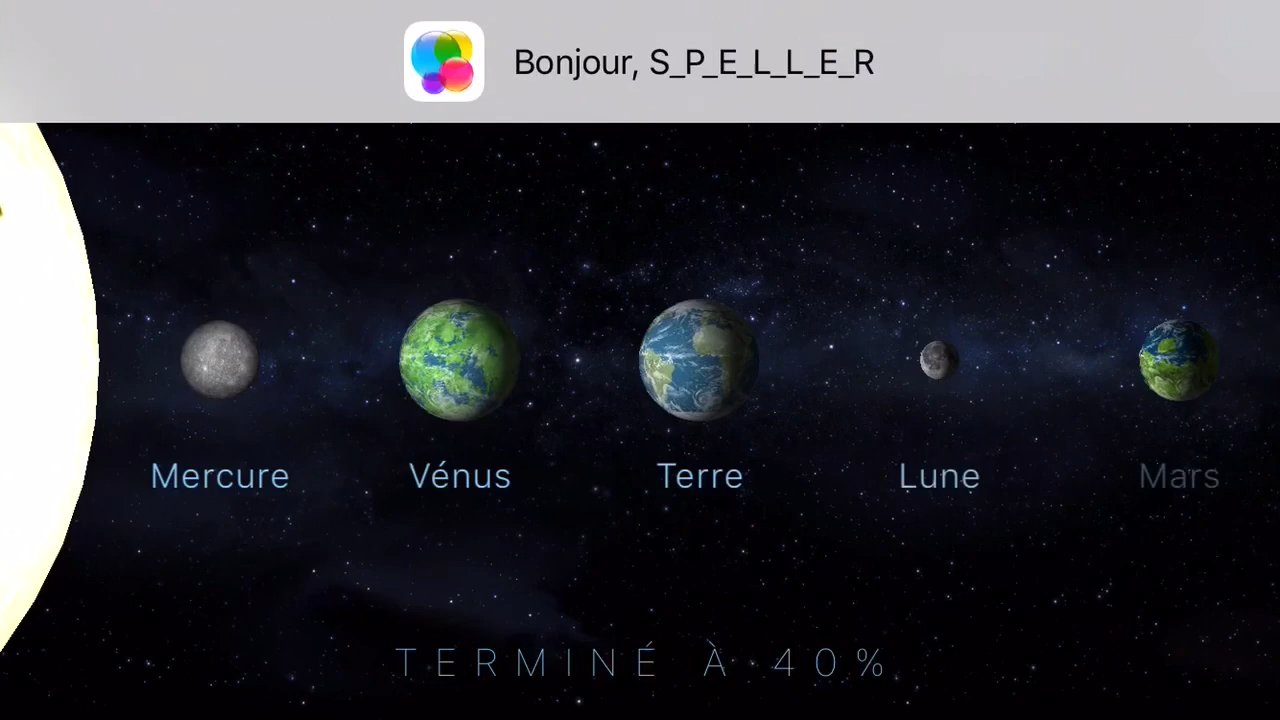 Bonjour, S_P_E_L_L_E_R
Mercure Vénus Terre Lune Mars
TERMINÉ À 40%